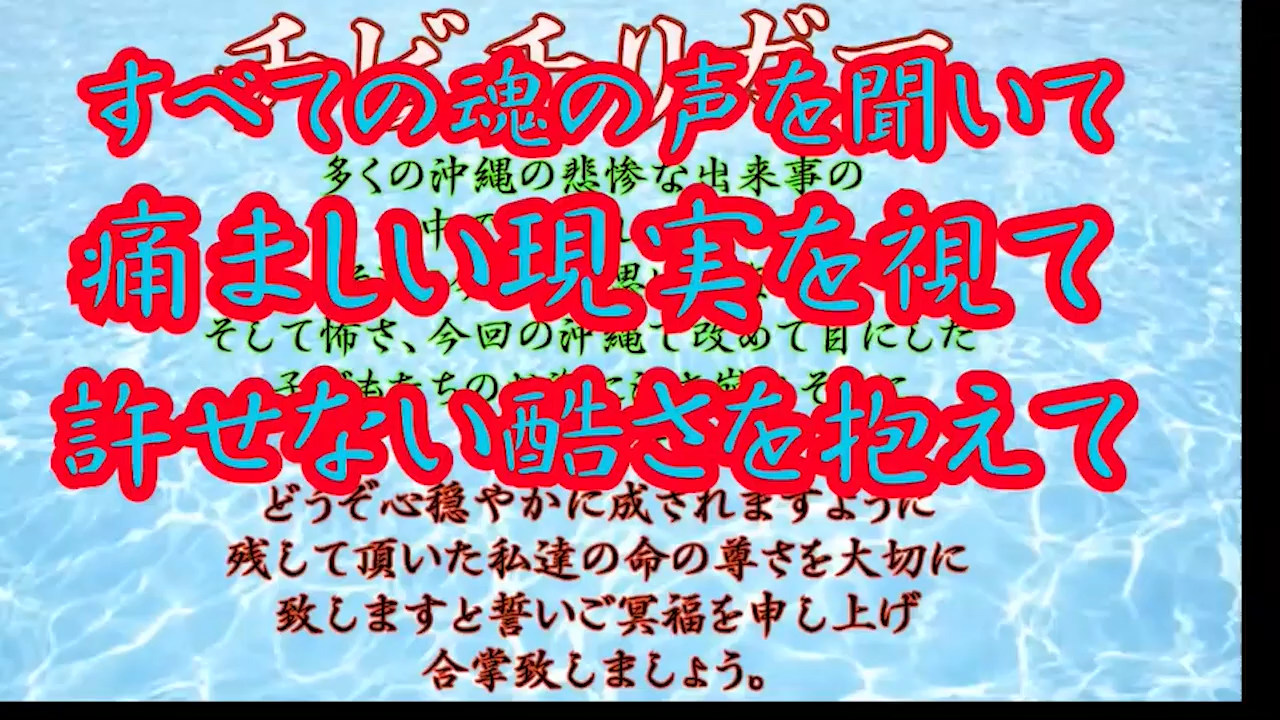 チビチリガー
すべての魂の声を聞いて
多くの沖縄の悲惨な出来事の
痛ましい現実を視て
そして怖さ、今回の沖縄で改めて目にした
許せない酷さを抱えて
どうぞ心穏やかに成されますように
残して頂いた私達の命の尊さを大切に
致しますと誓いご冥福を申し上げ
合掌致しましょう。